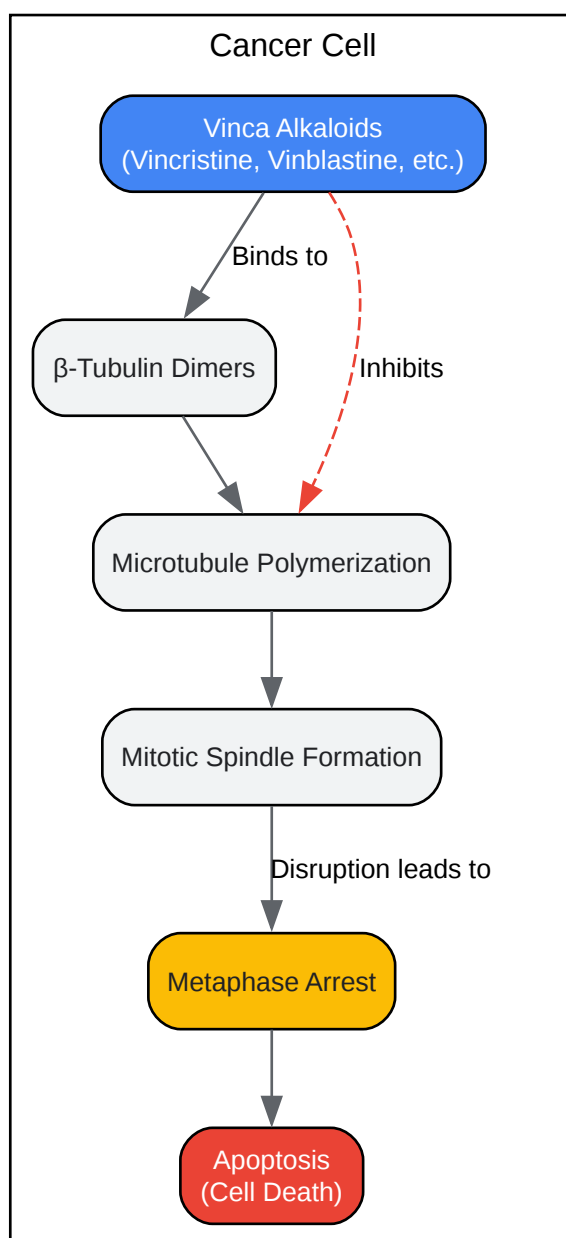 Cancer Cell
Vinca Alkaloids
(Vincristine, Vinblastine, etc.)
Binds to
β-Tubulin Dimers
Inhibits
Microtubule Polymerization
Mitotic Spindle Formation
Disruption leads to
Metaphase Arrest
Apoptosis
(Cell Death)